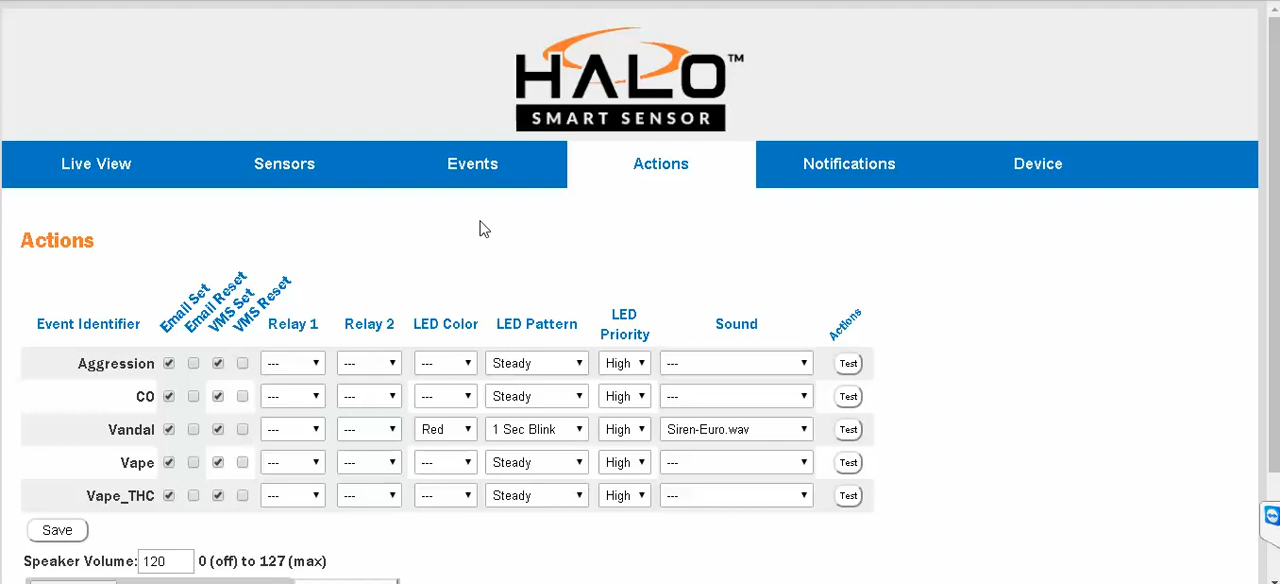 HALO™
SMART SENSOR
Live View Sensors Events Actions Notifications Device
Actions
Event Identifier Email Set Email Reset VMS Set VMS Reset Relay 1 Relay 2 LED Color LED Pattern LED Priority Sound Actions
Aggression --- --- --- Steady High --- Test
CO --- --- --- Steady High --- Test
Vandal --- --- Red 1 Sec Blink High Siren-Euro.wav Test
Vape --- --- --- Steady High --- Test
Vape_THC --- --- --- Steady High --- Test
Save
Speaker Volume: 120 0 (off) to 127 (max)